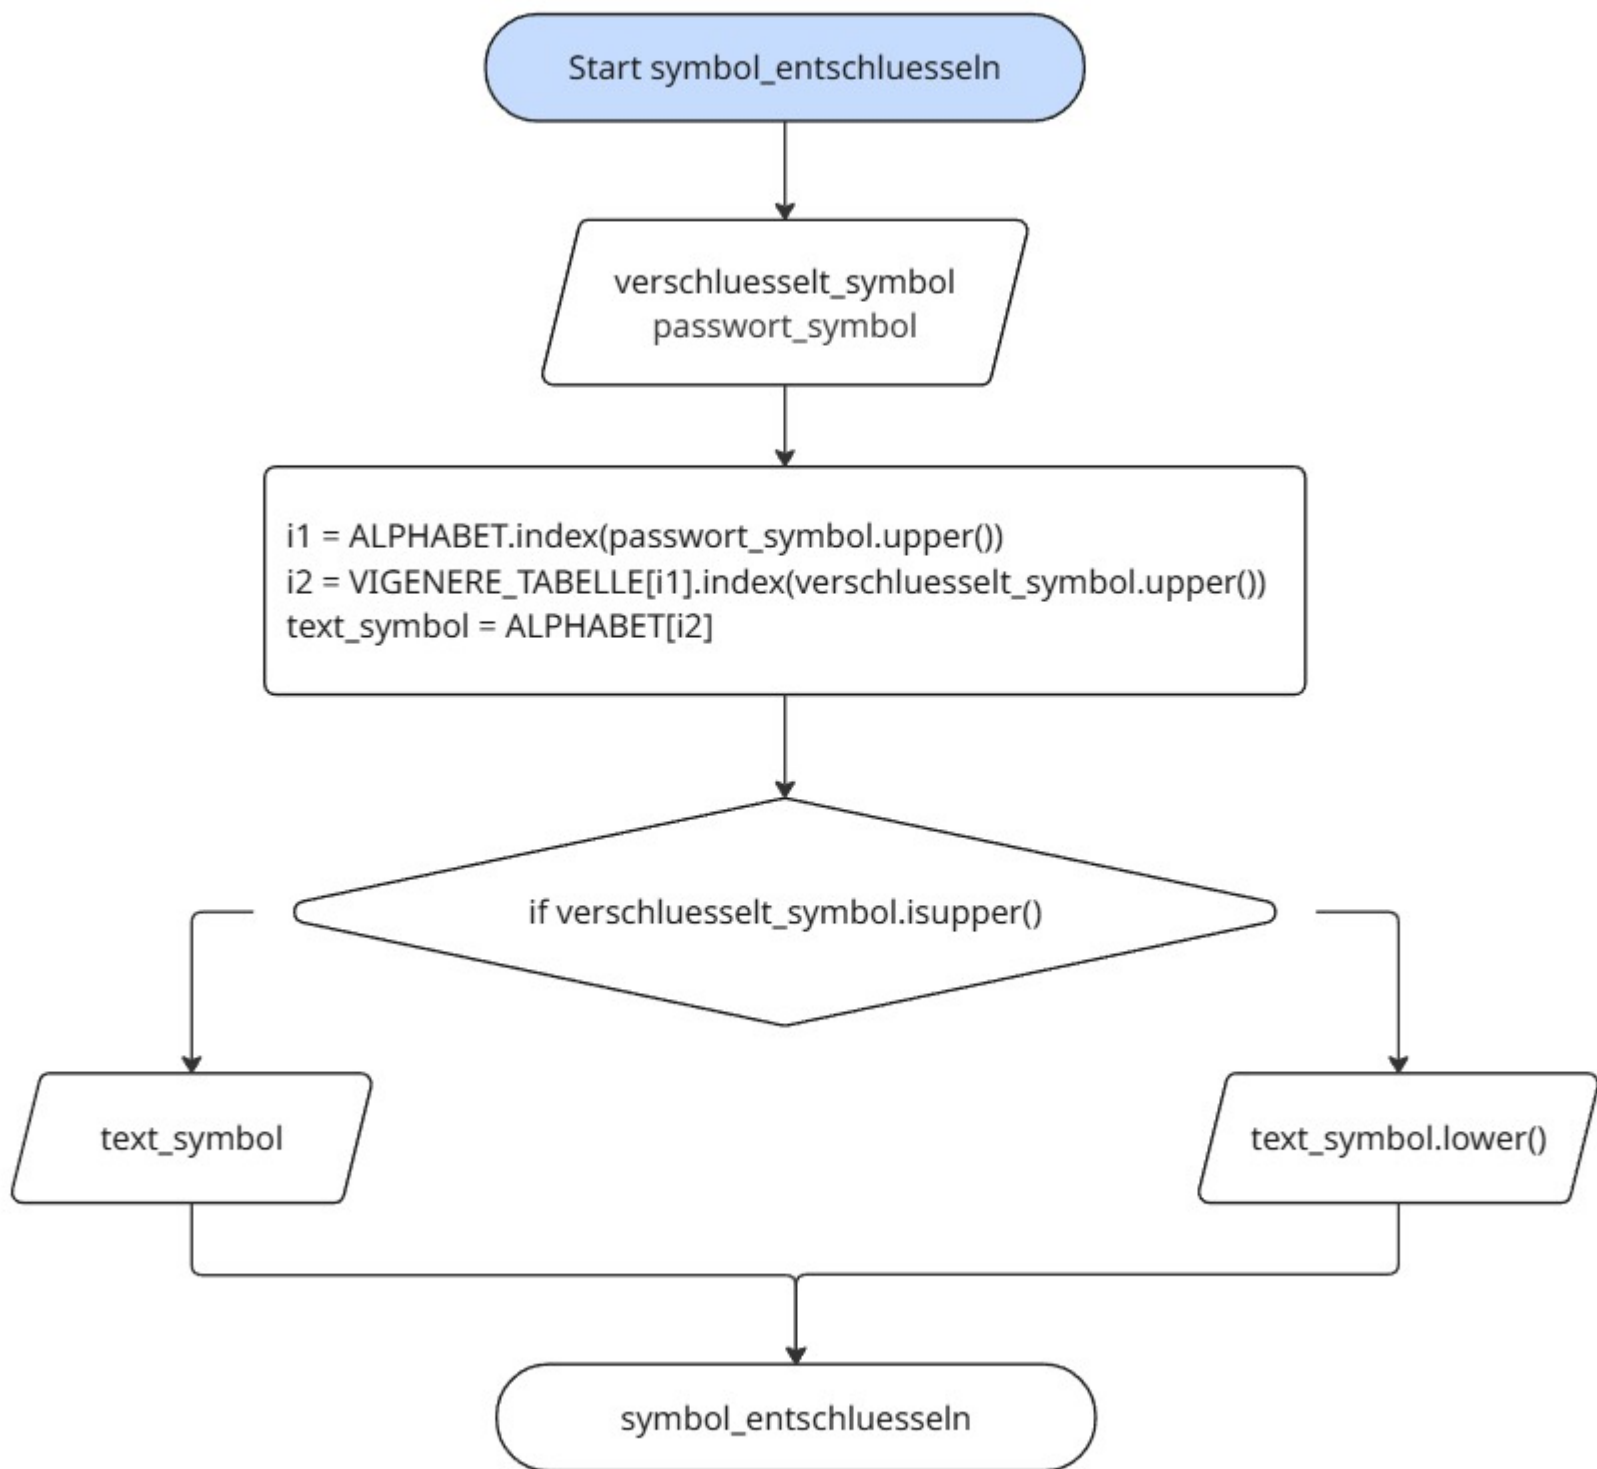 Start symbol_entschluesseln
verschluesselt_symbol
passwort_symbol
i1 = ALPHABET.index(passwort_symbol.upper())
i2 = VIGENERE_TABELLE[i1].index(verschluesselt_symbol.upper())
text_symbol = ALPHABET[i2]
if verschluesselt_symbol.isupper()
text_symbol
text_symbol.lower()
symbol_entschluesseln